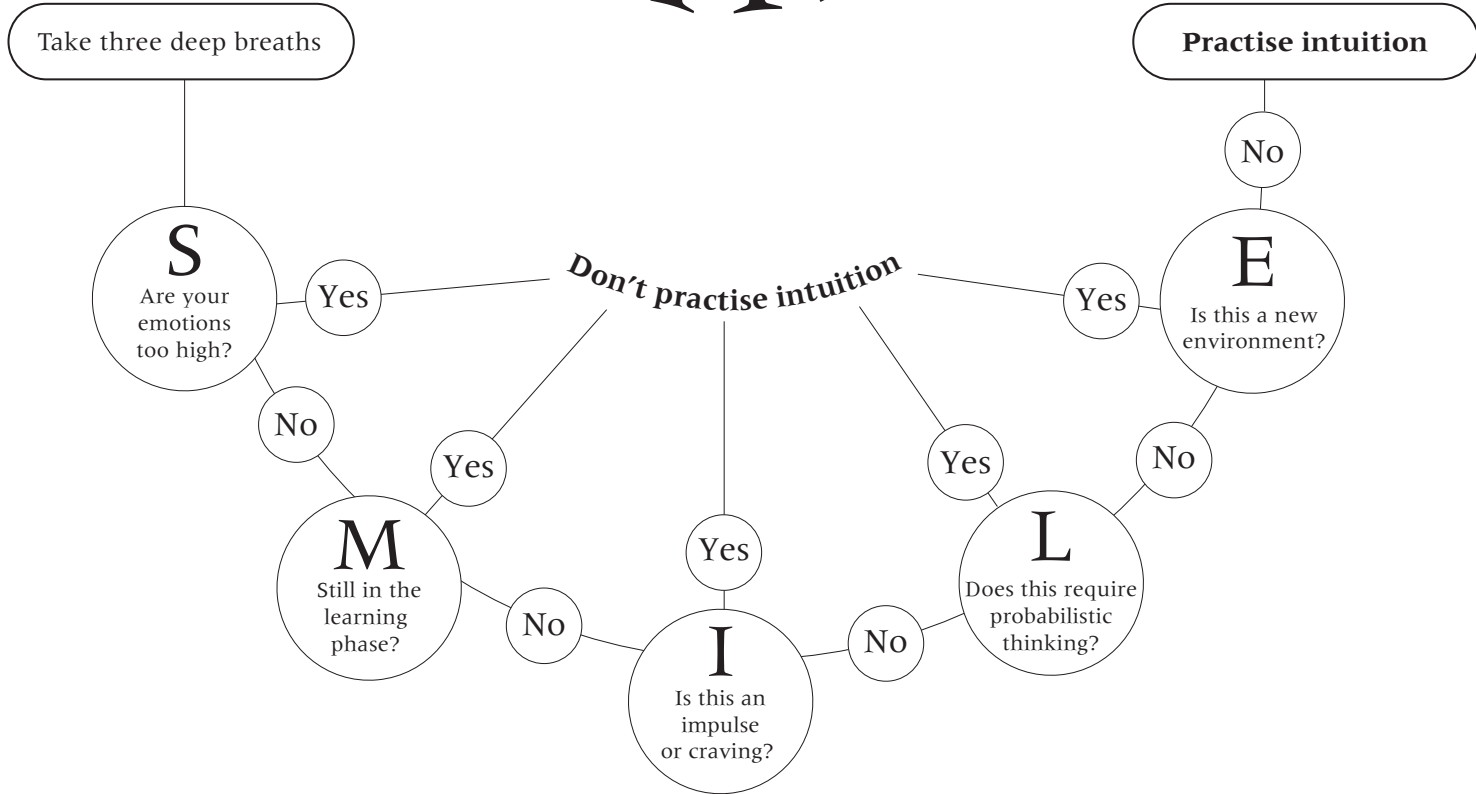 Take three deep breaths
Practise intuition
No
S
Are your
emotions
too high?
Yes
Don't practise intuition
Yes
E
Is this a new
environment?
No
Yes
Yes
No
M
Still in the
learning
phase?
No
Yes
I
Is this an
impulse
or craving?
No
L
Does this require
probabilistic
thinking?